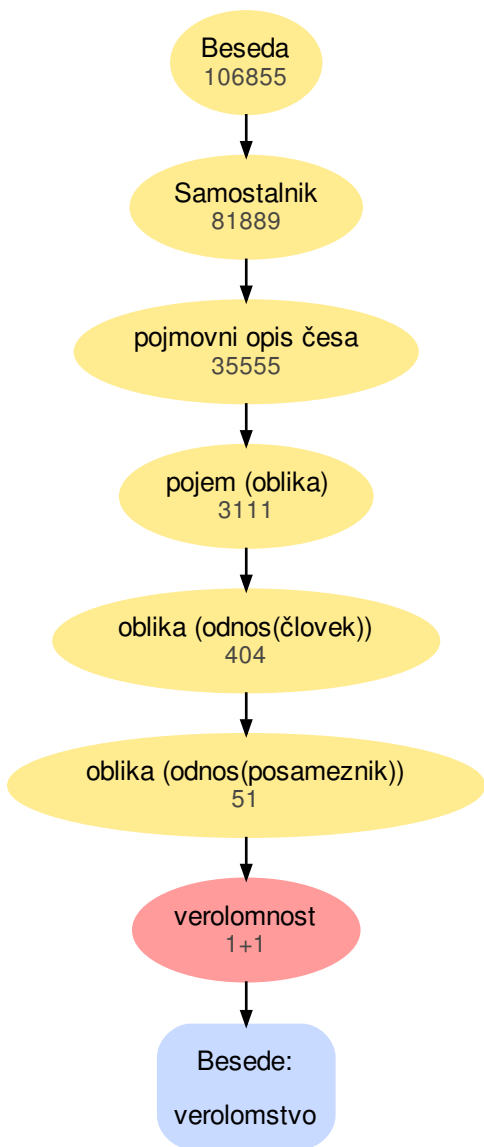 Beseda
106855
Samostalnik
81889
pojmovni opis česa
35555
pojem (oblika)
3111
oblika (odnos(človek))
404
oblika (odnos(posameznik))
51
verolomnost
1+1
Besede:
verolomstvo